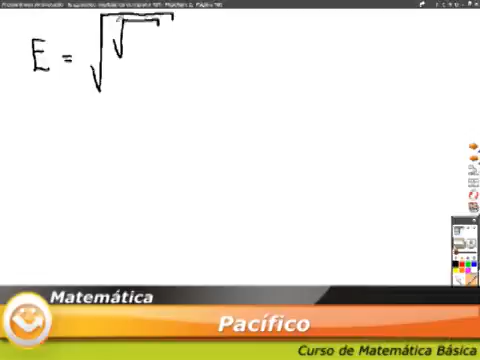 E = √√
Matemática
Pacífico
Curso de Matemática Básica